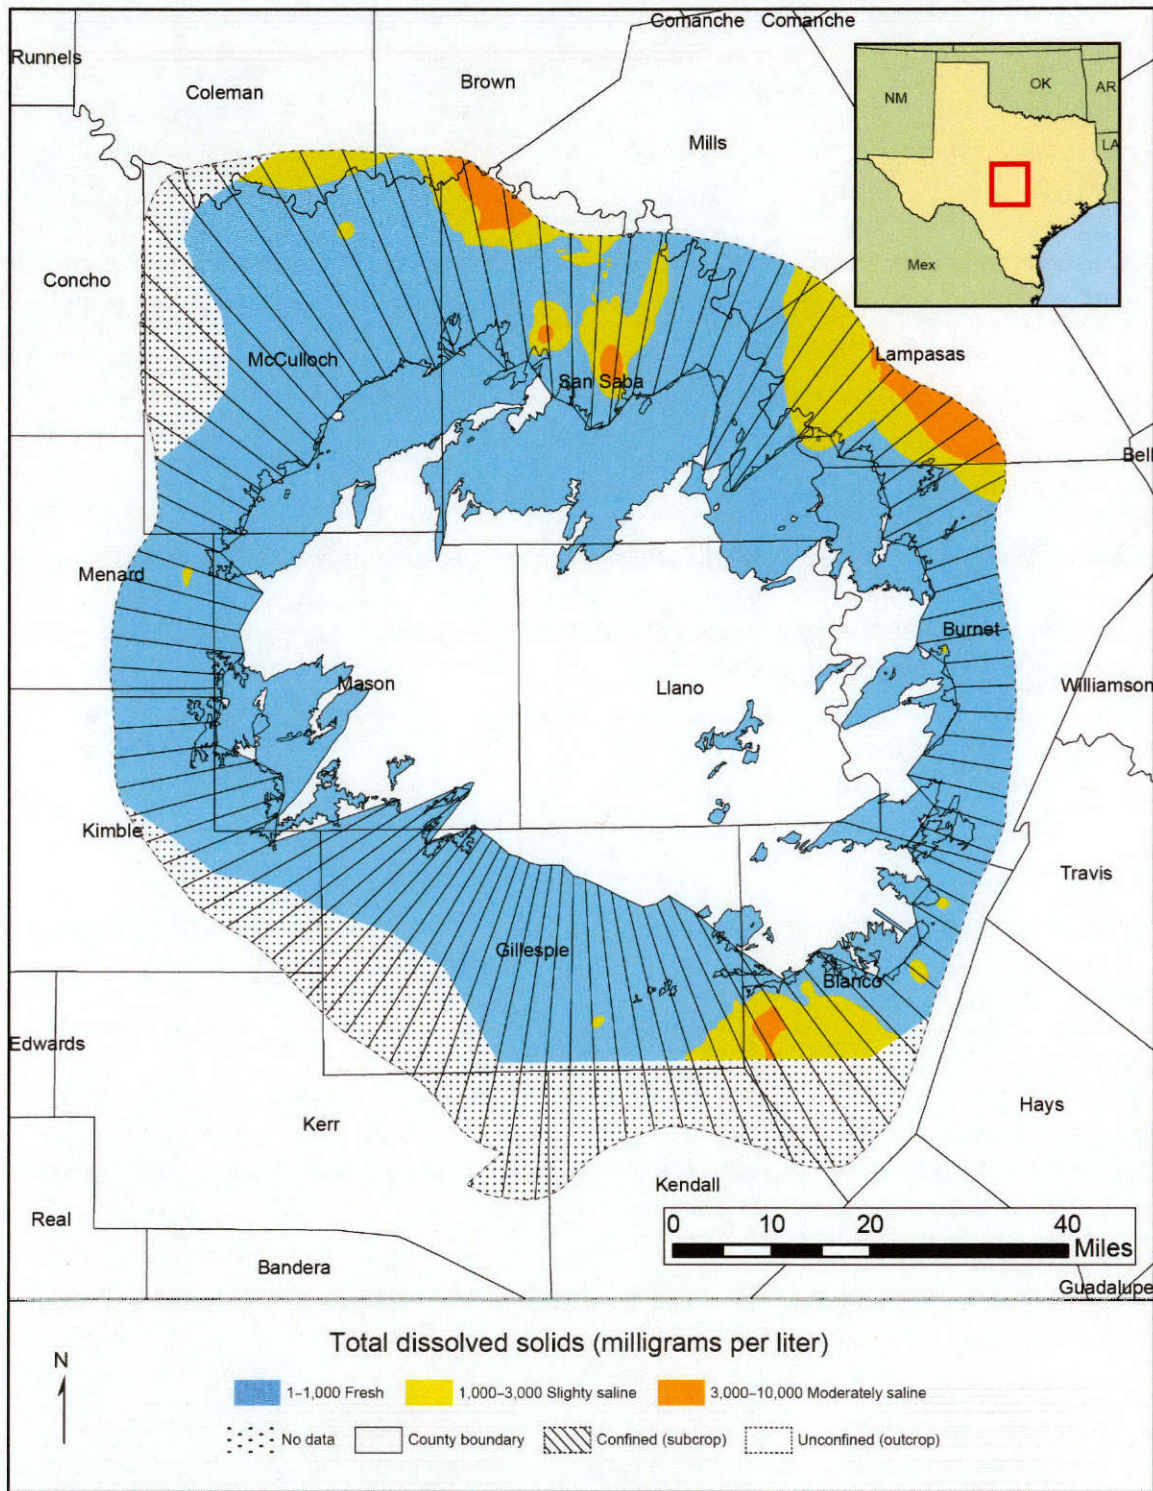 Comanche Comanche
Runnels
Coleman
Brown
Mills
NM
OK
AR
LA
Mex
Concho
McCulloch
San Saba
Lampasas
Bell
Menard
Mason
Llano
Burnet
Williamson
Kimble
Travis
Gillespie
Blanco
Edwards
Kerr
Hays
Kendall
Real
Bandera
Guadalupe
0 10 20 40
Miles
Total dissolved solids (milligrams per liter)
N
1–1,000 Fresh 1,000–3,000 Slighty saline 3,000–10,000 Moderately saline
No data County boundary Confined (subcrop) Unconfined (outcrop)